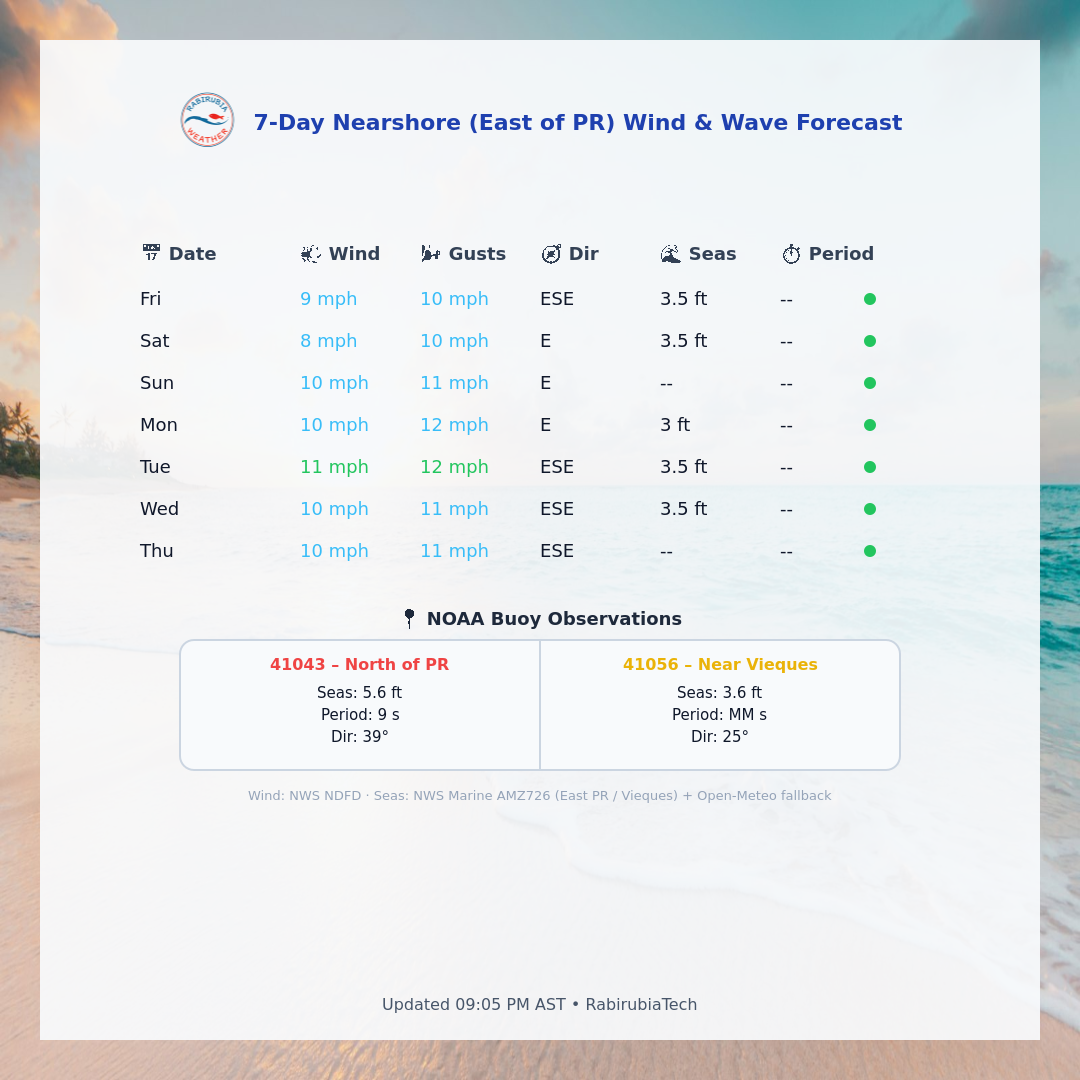 RABIRUBIA
WEATHER
7-Day Nearshore (East of PR) Wind & Wave Forecast
17 Date Wind Gusts Dir Seas Period
Fri 9 mph 10 mph ESE 3.5 ft --
Sat 8 mph 10 mph E 3.5 ft --
Sun 10 mph 11 mph E -- --
Mon 10 mph 12 mph E 3 ft --
Tue 11 mph 12 mph ESE 3.5 ft --
Wed 10 mph 11 mph ESE 3.5 ft --
Thu 10 mph 11 mph ESE -- --
NOAA Buoy Observations
41043 – North of PR
Seas: 5.6 ft
Period: 9 s
Dir: 39°
41056 – Near Vieques
Seas: 3.6 ft
Period: MM s
Dir: 25°
Wind: NWS NDFD · Seas: NWS Marine AMZ726 (East PR / Vieques) + Open-Meteo fallback
Updated 09:05 PM AST • RabirubiaTech